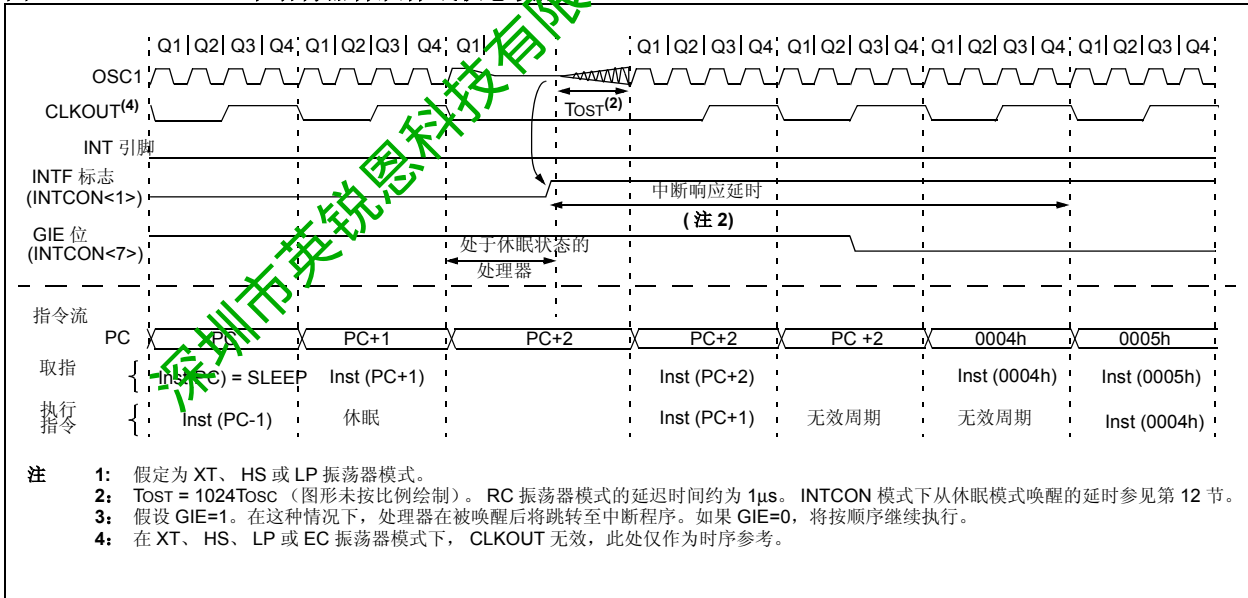 Q1 Q2 Q3 Q4 Q1 Q2 Q3 Q4 Q1 Q1 Q2 Q3 Q4 Q1 Q2 Q3 Q4 Q1 Q2 Q3 Q4 Q1 Q2 Q3 Q4
OSC1
CLKOUT(4)
TOST(2)
INT 引脚
INTF 标志
(INTCON<1>)
中断响应延时
(注 2)
GIE 位
(INTCON<7>)
处于休眠状态的
处理器
指令流
PC PC PC+1 PC+2 PC+2 PC +2 0004h 0005h
取指 { Inst(PC) = SLEEP Inst (PC+1) Inst (PC+2) Inst (0004h) Inst (0005h)
执行
指令 { Inst (PC-1) 休眠 Inst (PC+1) 无效周期 无效周期 Inst (0004h)
注 1: 假定为 XT、 HS 或 LP 振荡器模式。
2: TOST = 1024TOSC （图形未按比例绘制）。 RC 振荡器模式的延迟时间约为 1μs。 INTCON 模式下从休眠模式唤醒的延时参见第 12 节。
3: 假设 GIE=1。在这种情况下，处理器在被唤醒后将跳转至中断程序。如果 GIE=0，将按顺序继续执行。
4: 在 XT、 HS、 LP 或 EC 振荡器模式下， CLKOUT 无效，此处仅作为时序参考。
深圳市英锐恩科技有限